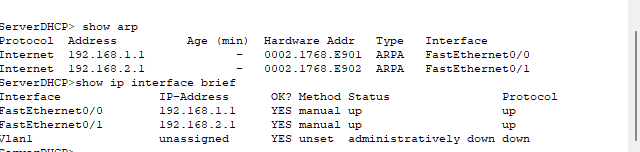 ServerDHCP> show arp
Protocol  Address          Age (min)  Hardware Addr   Type   Interface
Internet  192.168.1.1             -   0002.1768.E901  ARPA   FastEthernet0/0
Internet  192.168.2.1             -   0002.1768.E902  ARPA   FastEthernet0/1
ServerDHCP>show ip interface brief
Interface              IP-Address      OK? Method Status                Protocol
FastEthernet0/0        192.168.1.1     YES manual up                    up
FastEthernet0/1        192.168.2.1     YES manual up                    up
Vlan1                  unassigned      YES unset  administratively down down
ServerDHCP>